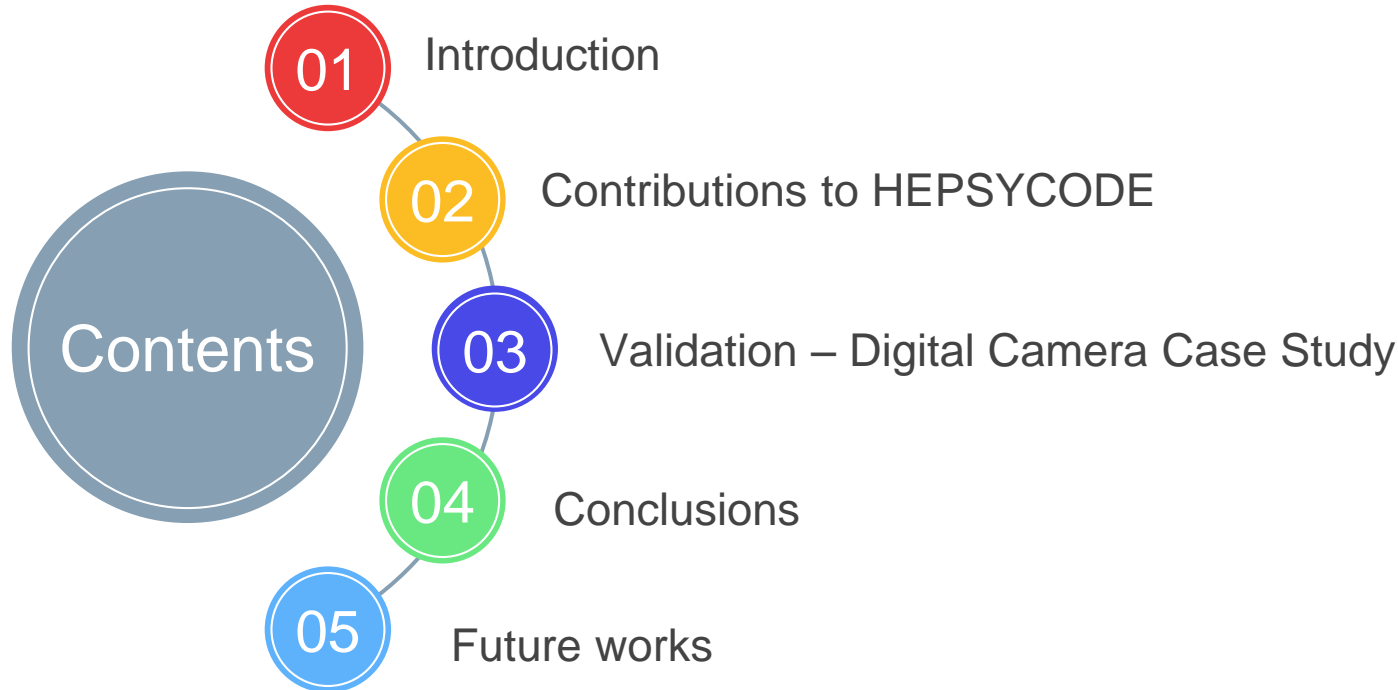 Contents
01
Introduction
02
Contributions to HEPSYCODE
03
Validation – Digital Camera Case Study
04
Conclusions
05
Future works